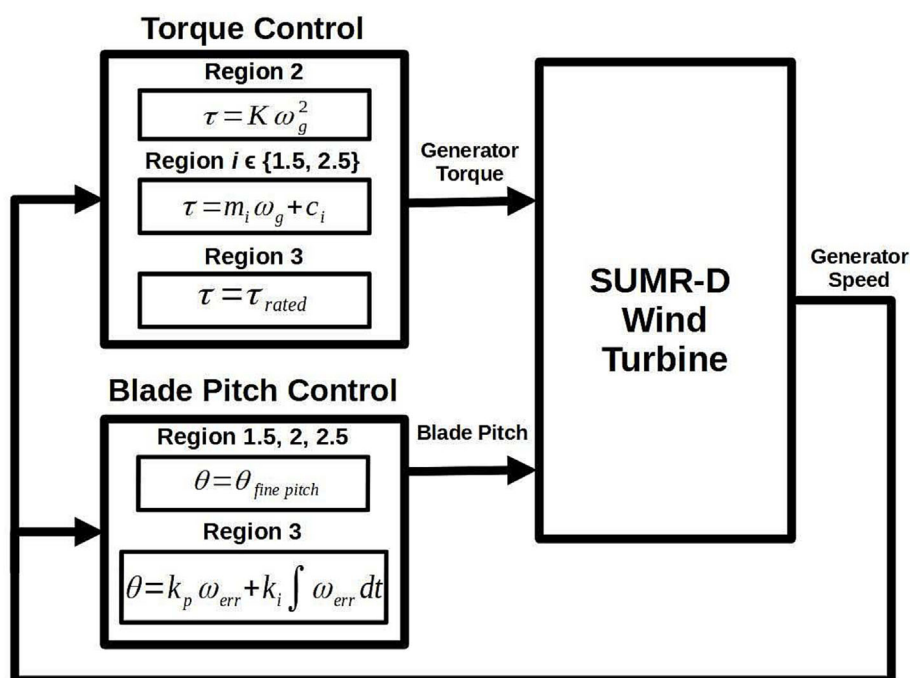 Torque Control
Region 2
τ = K ω_g^2
Region i ϵ {1.5, 2.5}
τ = m_i ω_g + c_i
Region 3
τ = τ_rated
Generator
Torque
SUMR-D
Wind
Turbine
Generator
Speed
Blade Pitch Control
Region 1.5, 2, 2.5
θ = θ_fine pitch
Region 3
θ = k_p ω_err + k_i ∫ ω_err dt
Blade Pitch